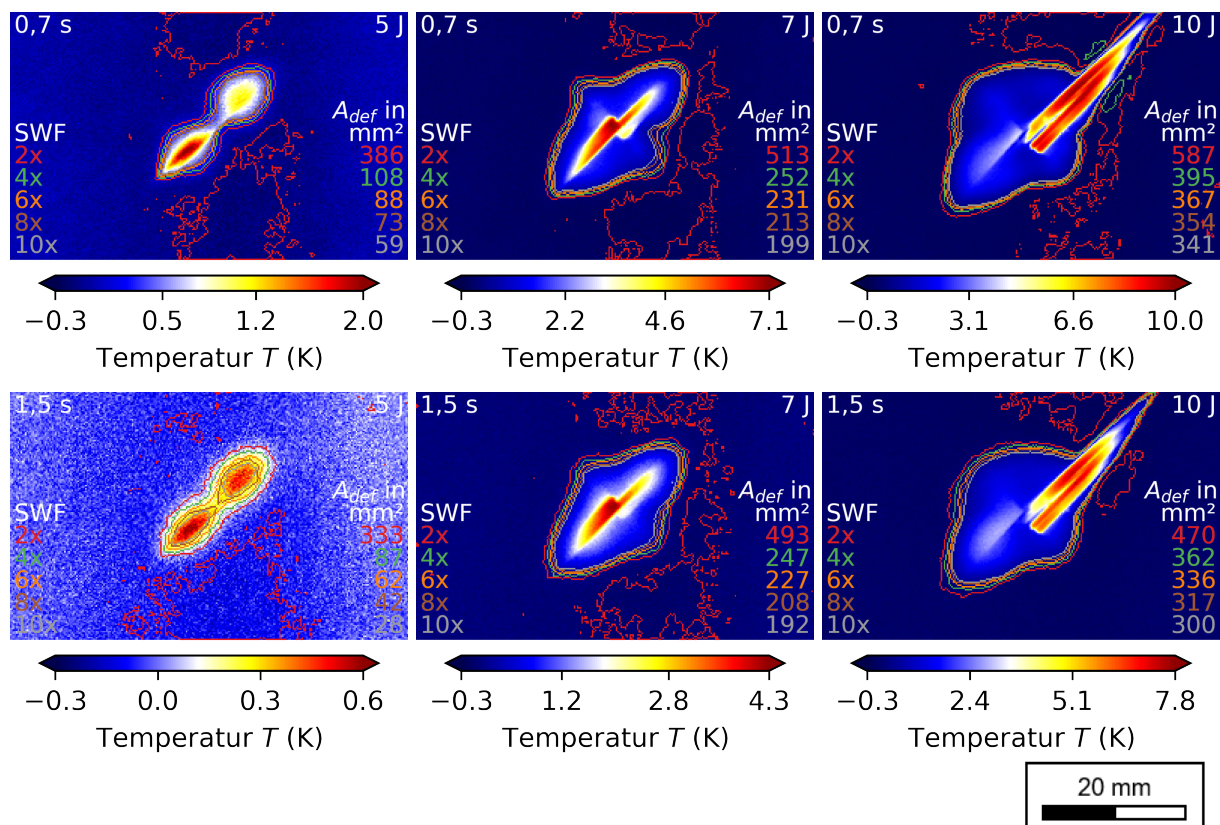 0,7 s 5 J
A_def in
SWF mm²
2x 386
4x 108
6x 88
8x 73
10x 59
−0.3 0.5 1.2 2.0
Temperatur T (K)
0,7 s 7 J
A_def in
SWF mm²
2x 513
4x 252
6x 231
8x 213
10x 199
−0.3 2.2 4.6 7.1
Temperatur T (K)
0,7 s 10 J
A_def in
SWF mm²
2x 587
4x 395
6x 367
8x 354
10x 341
−0.3 3.1 6.6 10.0
Temperatur T (K)
1,5 s 5 J
A_def in
SWF mm²
2x 333
4x 87
6x 62
8x 42
10x 28
−0.3 0.0 0.3 0.6
Temperatur T (K)
1,5 s 7 J
A_def in
SWF mm²
2x 493
4x 247
6x 227
8x 208
10x 192
−0.3 1.2 2.8 4.3
Temperatur T (K)
1,5 s 10 J
A_def in
SWF mm²
2x 470
4x 362
6x 336
8x 317
10x 300
−0.3 2.4 5.1 7.8
Temperatur T (K)
20 mm